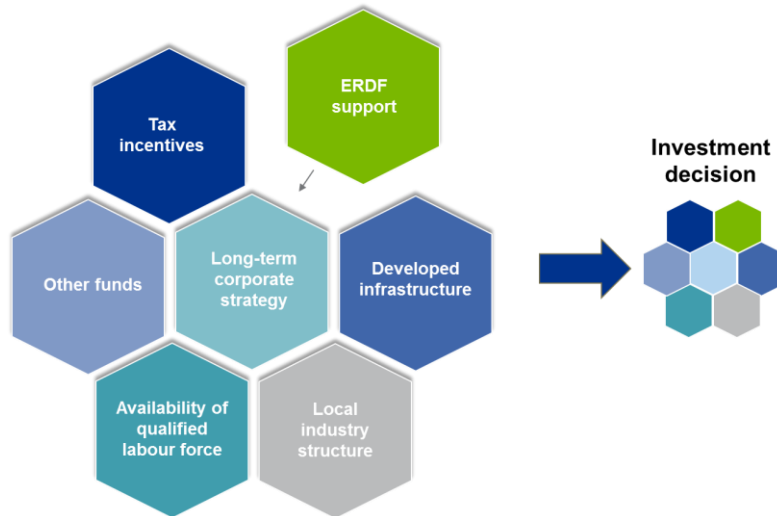 ERDF
support
Tax
incentives
Investment
decision
Other funds
Long-term
corporate
strategy
Developed
infrastructure
Availability of
qualified
labour force
Local
industry
structure